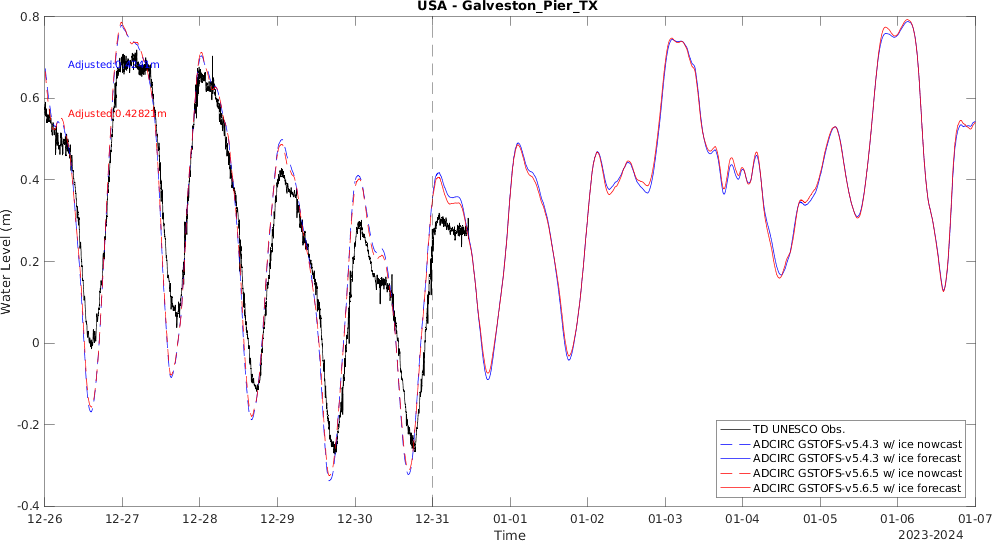 USA - Galveston_Pier_TX
0.8
0.6
0.4
0.2
0
-0.2
-0.4
Water Level (m)
Adjusted:
Adjusted:0.42821m
TD UNESCO Obs.
ADCIRC GSTOFS-v5.4.3 w/ ice nowcast
ADCIRC GSTOFS-v5.4.3 w/ ice forecast
ADCIRC GSTOFS-v5.6.5 w/ ice nowcast
ADCIRC GSTOFS-v5.6.5 w/ ice forecast
12-26 12-27 12-28 12-29 12-30 12-31 01-01 01-02 01-03 01-04 01-05 01-06 01-07
Time
2023-2024